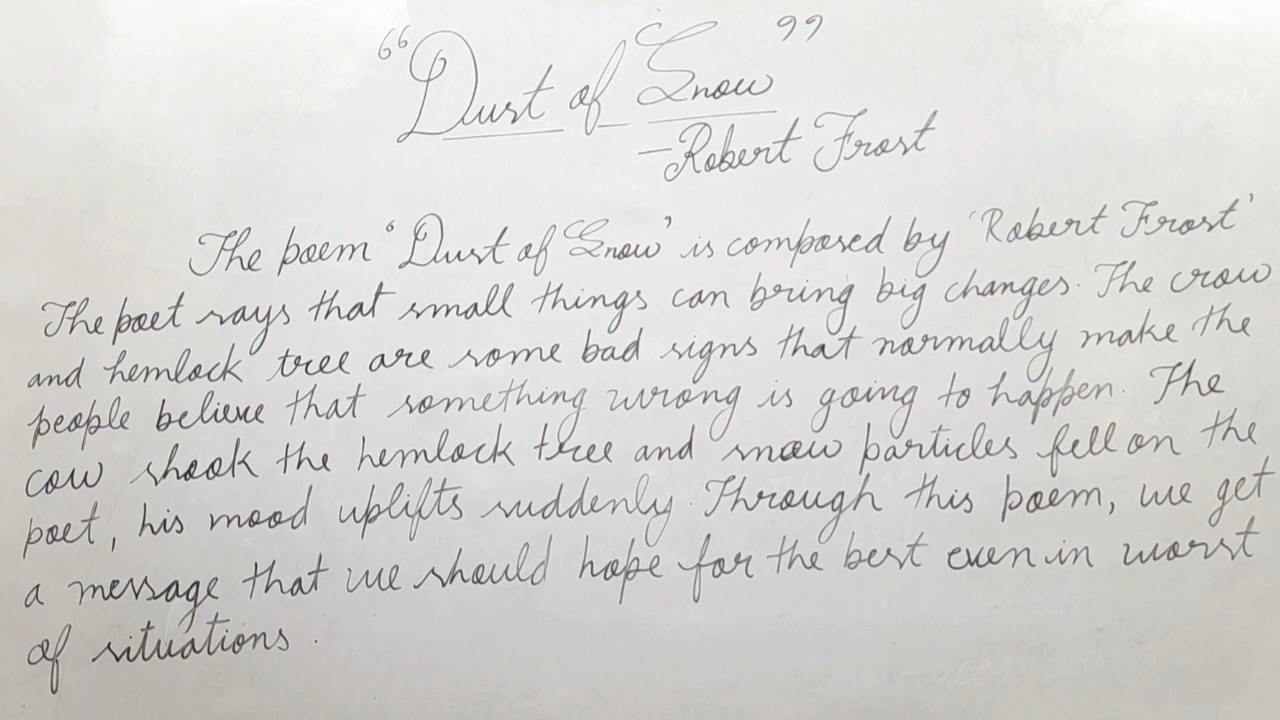 “Dust of Snow”
-Robert Frost
The poem ‘Dust of Snow’ is composed by ‘Robert Frost’
The poet says that small things can bring big changes. The crow
and hemlock tree are some bad signs that normally make the
people believe that something wrong is going to happen. The
cow shook the hemlock tree and snow particles fell on the
poet, his mood uplifts suddenly. Through this poem, we get
a message that we should hope for the best even in worst
of situations.